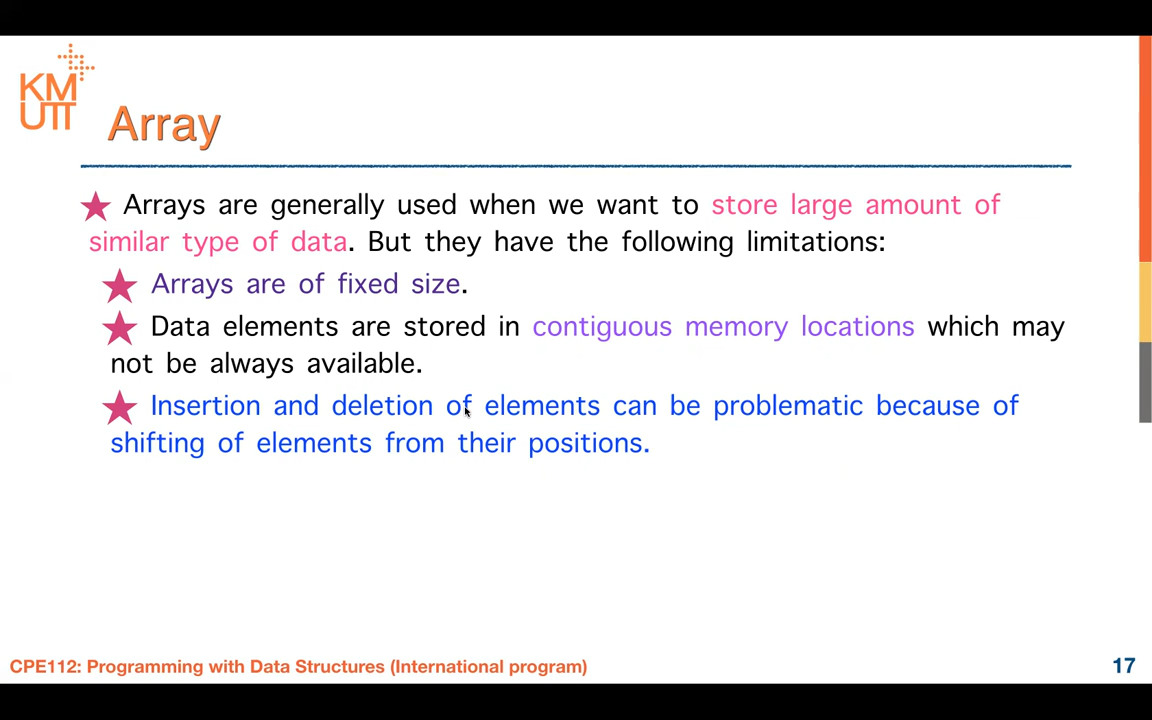 KM
UTT
Array
Arrays are generally used when we want to store large amount of
similar type of data. But they have the following limitations:
Arrays are of fixed size.
Data elements are stored in contiguous memory locations which may
not be always available.
Insertion and deletion of elements can be problematic because of
shifting of elements from their positions.
CPE112: Programming with Data Structures (International program)
17